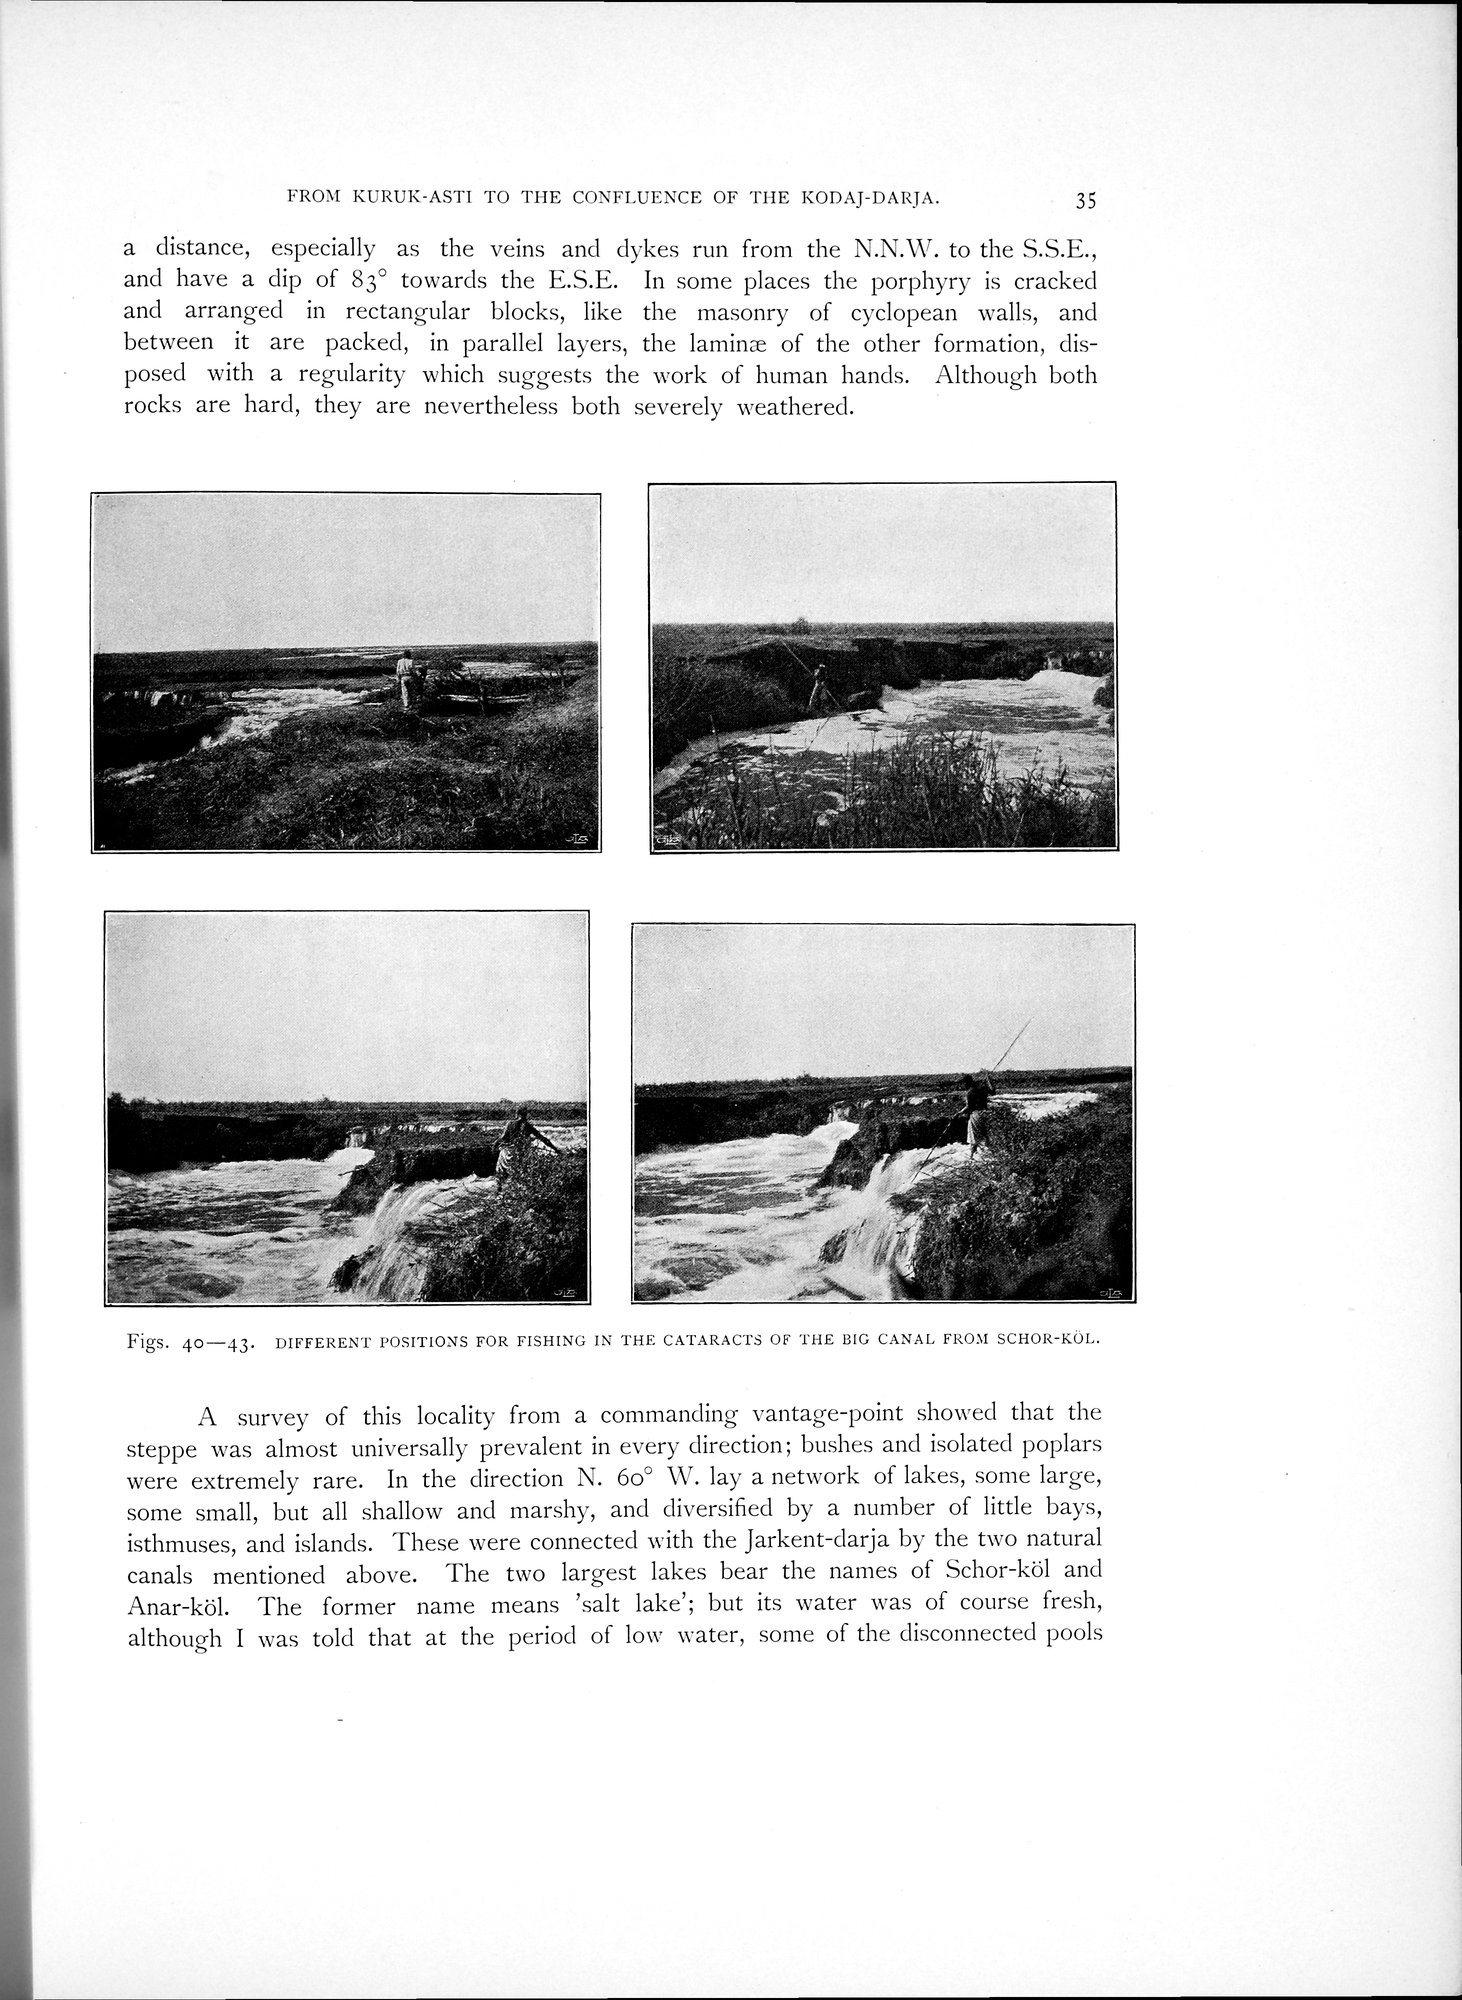 FROM KURUK-ASTI TO THE CONFLUENCE OF THE KODAJ-DARJA. 35
a distance, especially as the veins and dykes run from the N.N.W. to the S.S.E.,
and have a dip of 83° towards the E.S.E. In some places the porphyry is cracked
and arranged in rectangular blocks, like the masonry of cyclopean walls, and
between it are packed, in parallel layers, the laminæ of the other formation, dis-
posed with a regularity which suggests the work of human hands. Although both
rocks are hard, they are nevertheless both severely weathered.
Figs. 40—43. DIFFERENT POSITIONS FOR FISHING IN THE CATARACTS OF THE BIG CANAL FROM SCHOR-KÖL.
A survey of this locality from a commanding vantage-point showed that the
steppe was almost universally prevalent in every direction; bushes and isolated poplars
were extremely rare. In the direction N. 60° W. lay a network of lakes, some large,
some small, but all shallow and marshy, and diversified by a number of little bays,
isthmuses, and islands. These were connected with the Jarkent-darja by the two natural
canals mentioned above. The two largest lakes bear the names of Schor-köl and
Anar-köl. The former name means 'salt lake'; but its water was of course fresh,
although I was told that at the period of low water, some of the disconnected pools